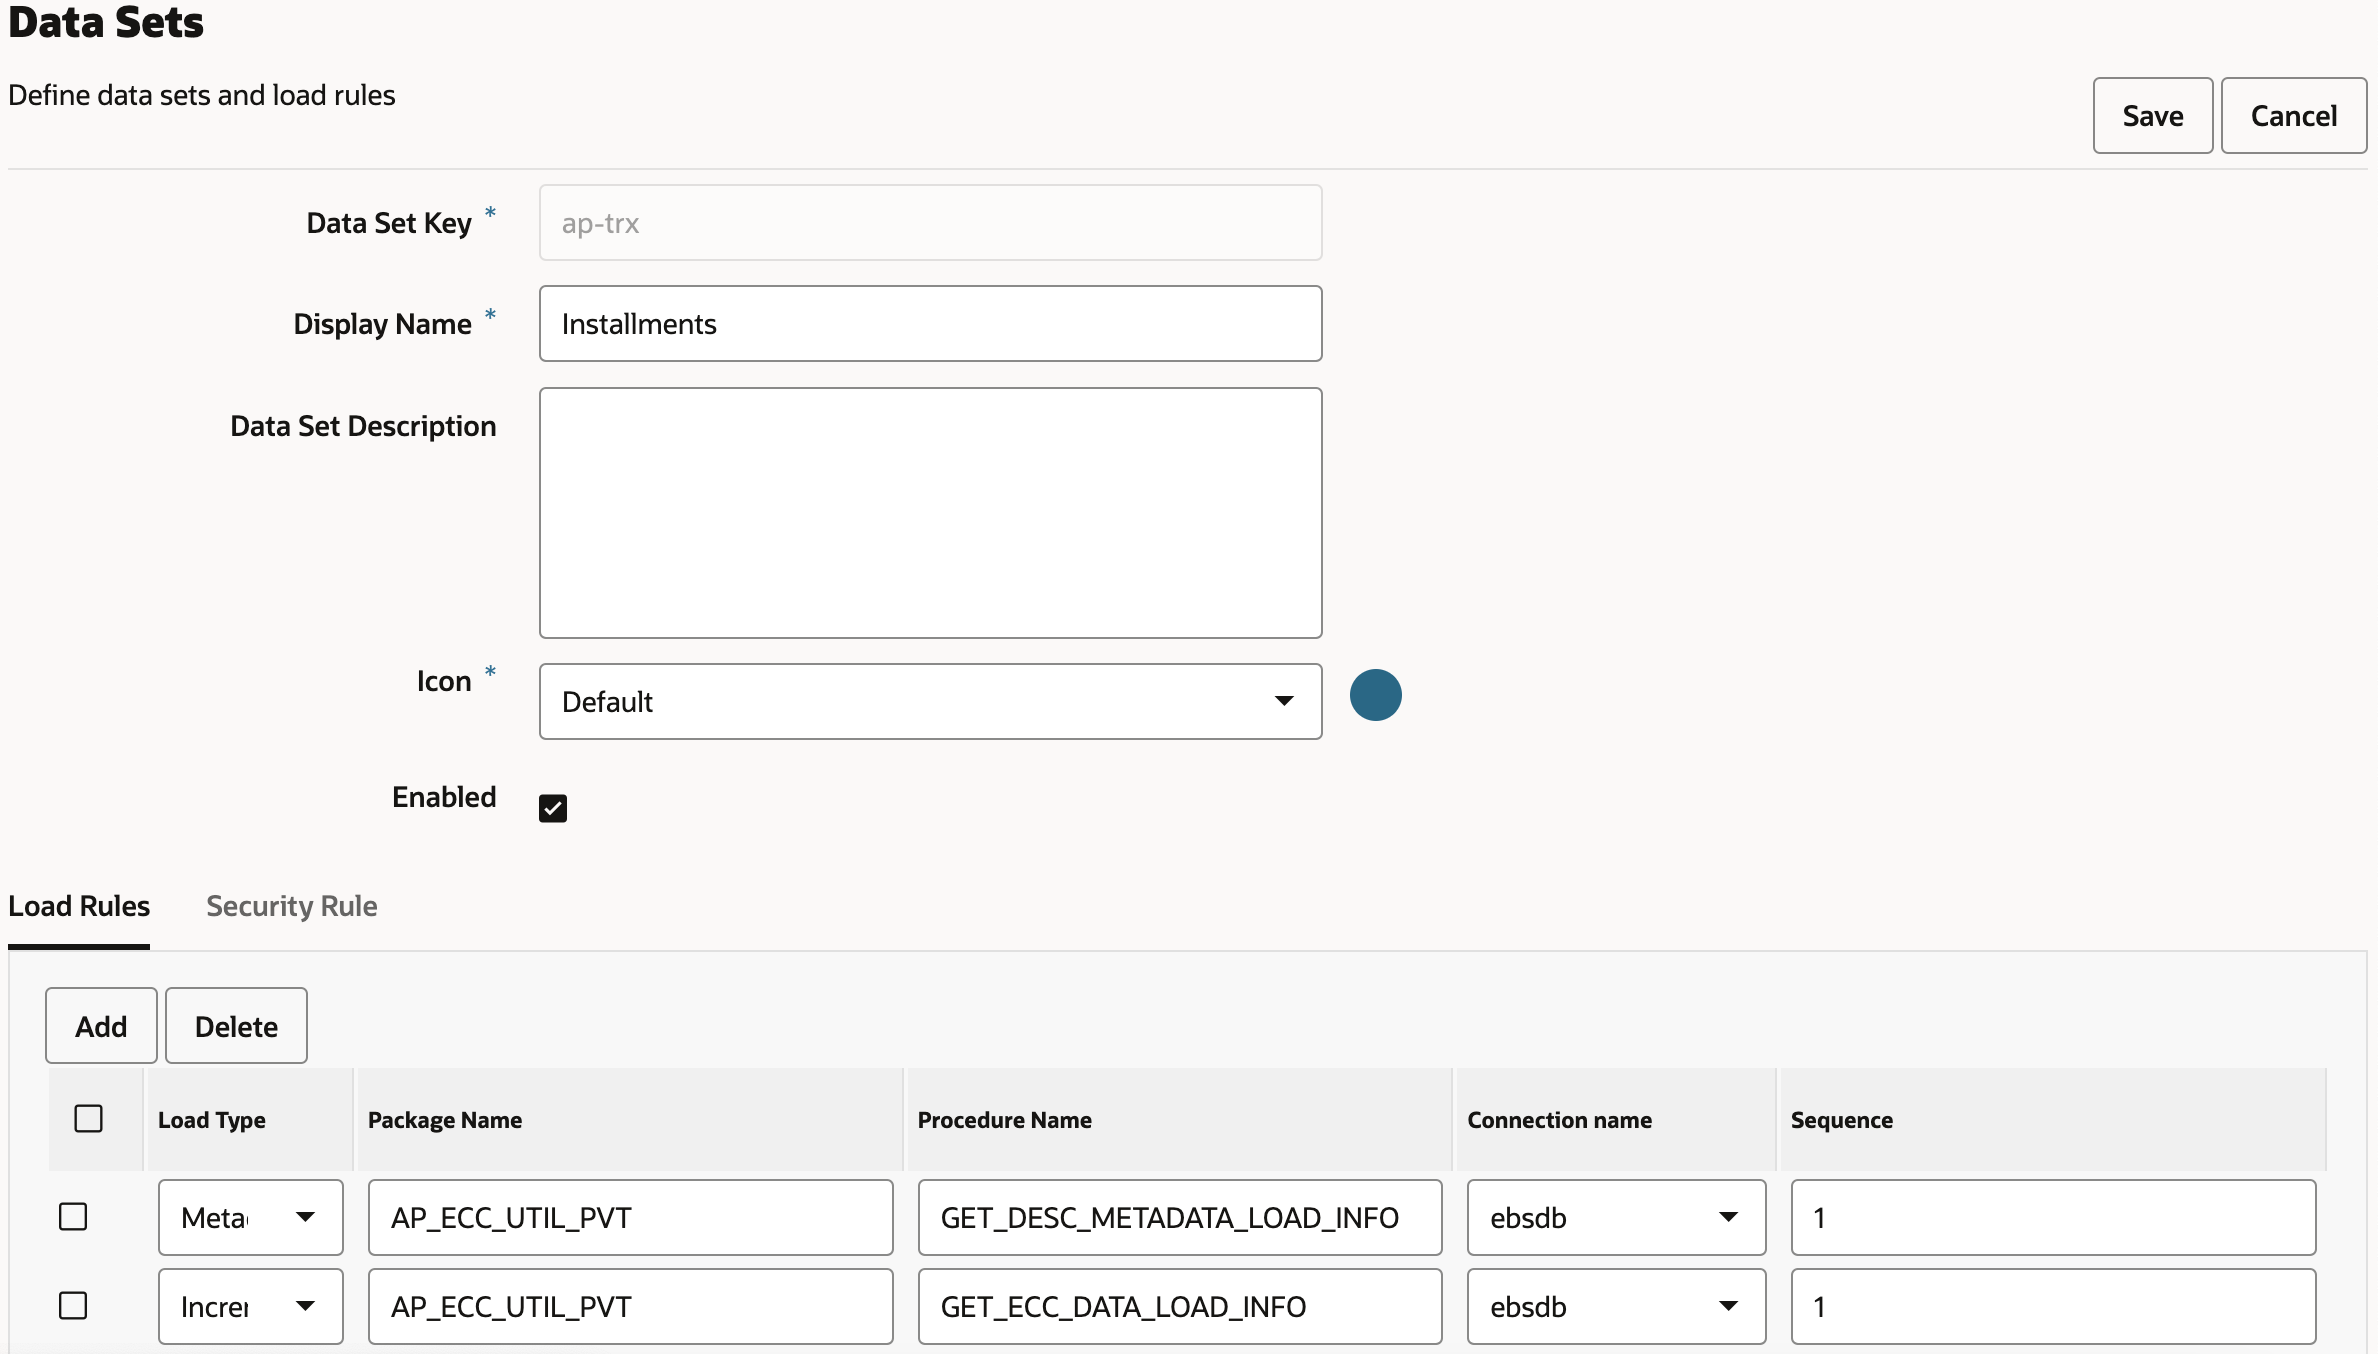 Data Sets
Define data sets and load rules
Save Cancel
Data Set Key * ap-trx
Display Name * Installments
Data Set Description
Icon * Default
Enabled
Load Rules Security Rule
Add Delete
Load Type Package Name Procedure Name Connection name Sequence
Meta AP_ECC_UTIL_PVT GET_DESC_METADATA_LOAD_INFO ebsdb 1
Increr AP_ECC_UTIL_PVT GET_ECC_DATA_LOAD_INFO ebsdb 1